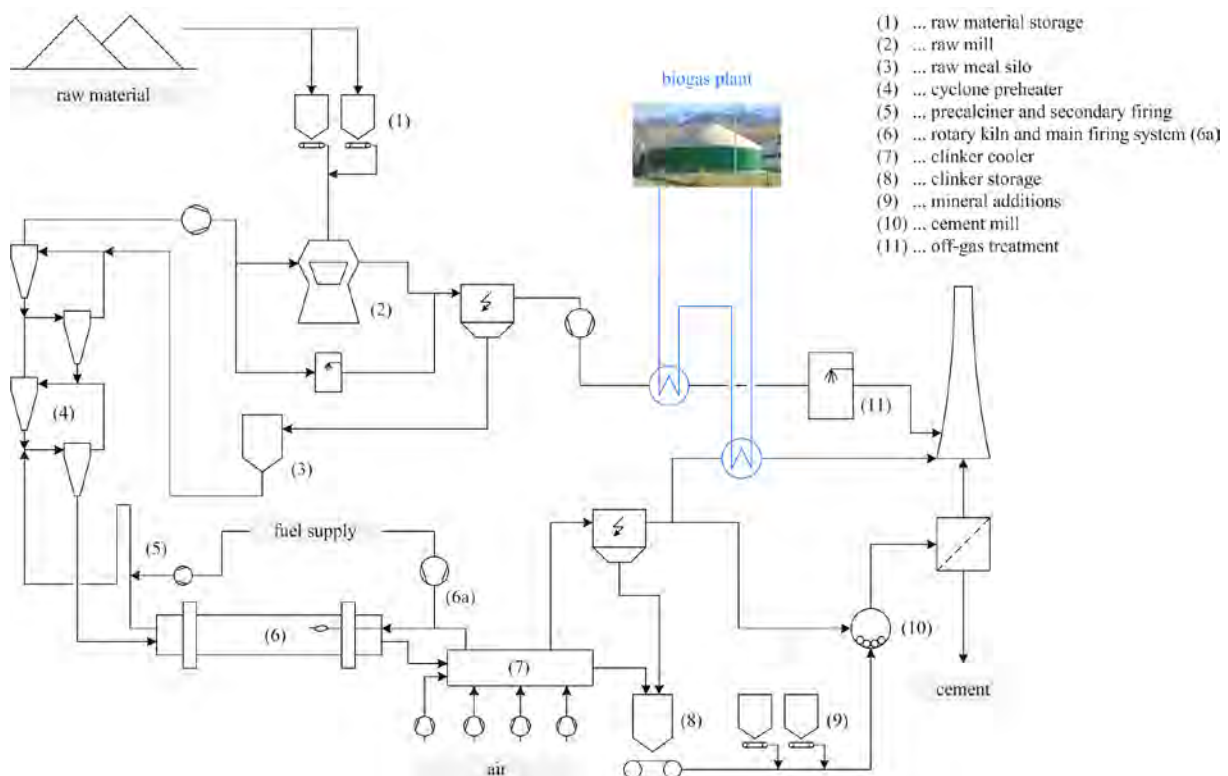 raw material
biogas plant
(1) ... raw material storage
(2) ... raw mill
(3) ... raw meal silo
(4) ... cyclone preheater
(5) ... precalciner and secondary firing
(6) ... rotary kiln and main firing system (6a)
(7) ... clinker cooler
(8) ... clinker storage
(9) ... mineral additions
(10) ... cement mill
(11) ... off-gas treatment
(1)
(2)
(4)
(3)
(11)
fuel supply
(5)
(6a)
(6)
(7)
(10)
(8)
(9)
cement
air